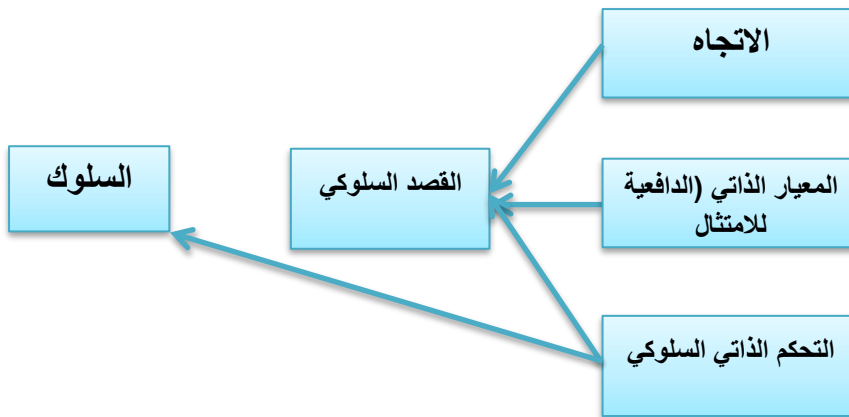 الاتجاه
المعيار الذاتي (الدافعية
للامتثال
التحكم الذاتي السلوكي
القصد السلوكي
السلوك